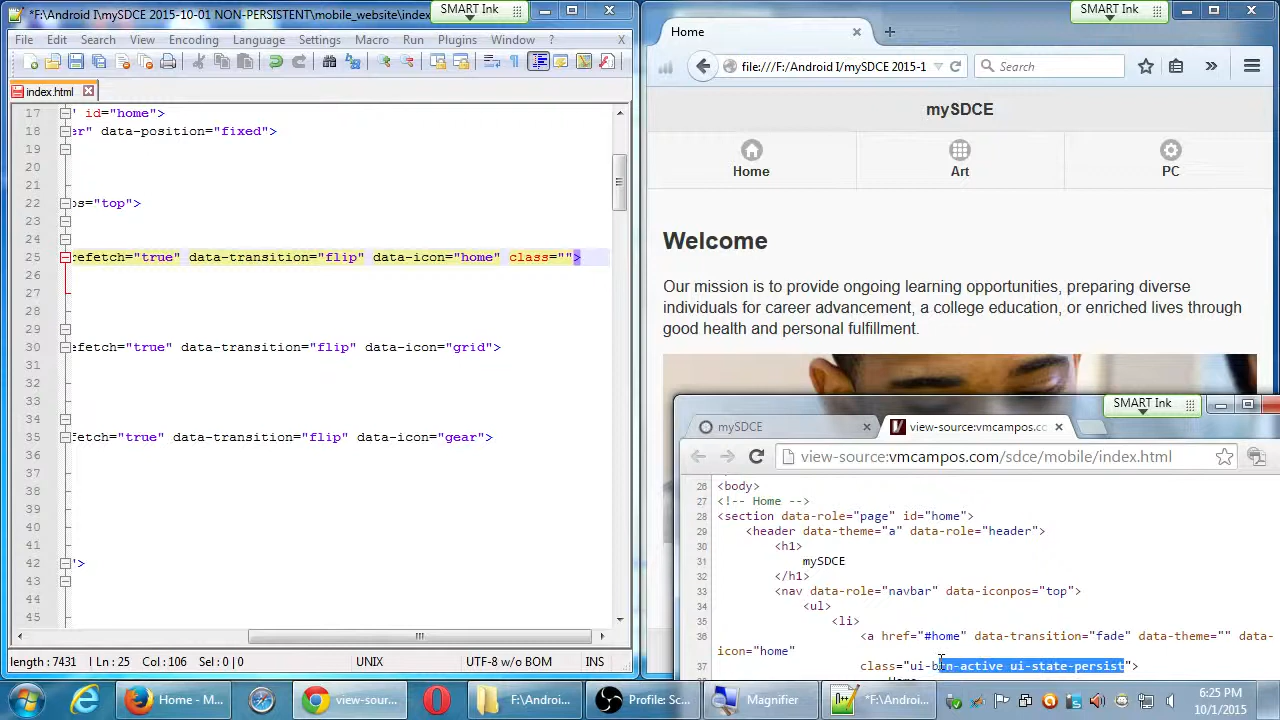 *F:\Android I\mySDCE 2015-10-01 NON-PERSISTENT\mobile_website\index
SMART Ink
File Edit Search View Encoding Language Settings Macro Run Plugins Window ? X
index.html
17 " id="home">
18 er" data-position="fixed">
19
20
21
22 os="top">
23
24
25 refetch="true" data-transition="flip" data-icon="home" class="">
26
27
28
29
30 efetch="true" data-transition="flip" data-icon="grid">
31
32
33
34
35 fetch="true" data-transition="flip" data-icon="gear">
36
37
38
39
40
41
42 '>
43
44
45
length : 7431 Ln : 25 Col : 106 Sel : 0 | 0 UNIX UTF-8 w/o BOM INS
SMART Ink
Home
file:///F:/Android I/mySDCE 2015-1
Search
mySDCE
Home Art PC
Welcome
Our mission is to provide ongoing learning opportunities, preparing diverse
individuals for career advancement, a college education, or enriched lives through
good health and personal fulfillment.
SMART Ink
mySDCE
view-source:vmcampos.co
view-source:vmcampos.com/sdce/mobile/index.html
26 <body>
27 <!-- Home -->
28 <section data-role="page" id="home">
29 <header data-theme="a" data-role="header">
30 <h1>
31 mySDCE
32 </h1>
33 <nav data-role="navbar" data-iconpos="top">
34 <ul>
35 <li>
36 <a href="#home" data-transition="fade" data-theme="" data-
icon="home"
37 class="ui-btn-active ui-state-persist">
Home
Home - M...
view-sour...
F:/Android...
Profile: Sc...
Magnifier
*F:\Androi...
6:25 PM
10/1/2015